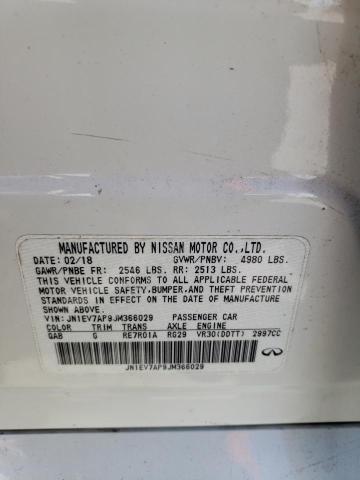 MANUFACTURED BY NISSAN MOTOR CO.,LTD.
DATE: 02/18 GVWR/PNBV: 4980 LBS.
GAWR/PNBE FR: 2546 LBS. RR: 2513 LBS.
THIS VEHICLE CONFORMS TO ALL APPLICABLE FEDERAL
MOTOR VEHICLE SAFETY, BUMPER, AND THEFT PREVENTION
STANDARDS IN EFFECT ON THE DATE OF MANUFACTURE
SHOWN ABOVE.
VIN: JN1EV7AP9JM366029 PASSENGER CAR
COLOR TRIM TRANS AXLE ENGINE
QAB G RE7R01A RG29 VR30(DDTT) 2997CC
JN1EV7AP9JM366029